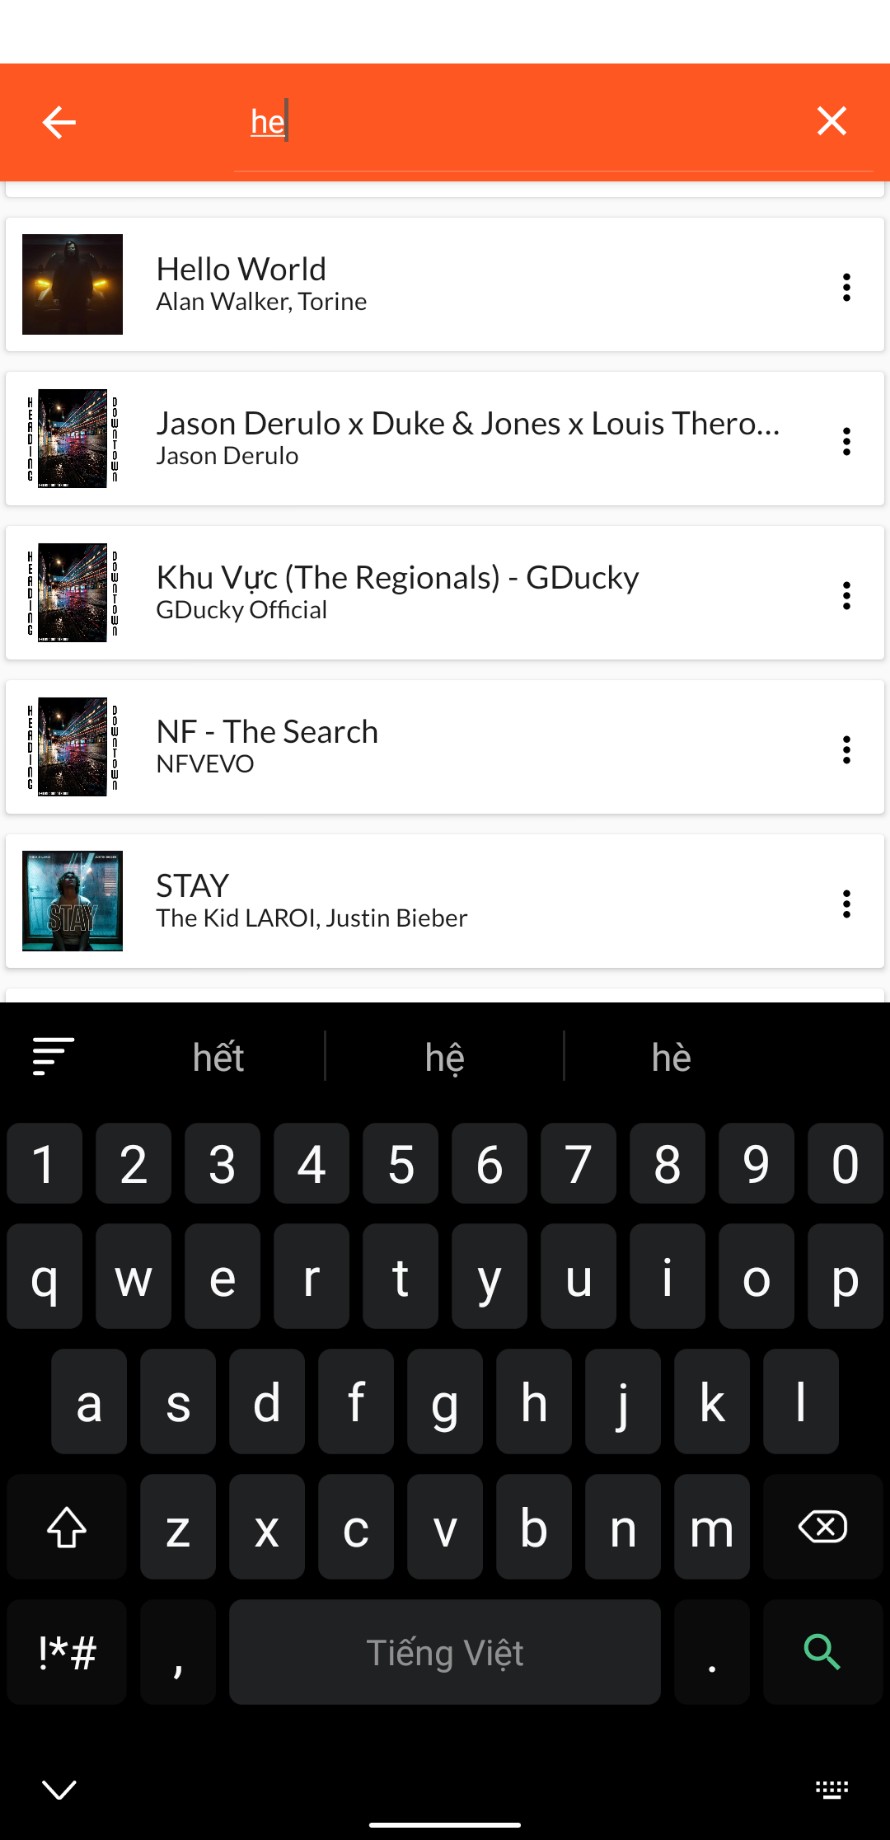 he
Hello World
Alan Walker, Torine
HEADING
DOWNTOWN
Jason Derulo x Duke & Jones x Louis Thero...
Jason Derulo
HEADING
DOWNTOWN
Khu Vực (The Regionals) - GDucky
GDucky Official
HEADING
DOWNTOWN
NF - The Search
NFVEVO
STAY
STAY
The Kid LAROI, Justin Bieber
hết hệ hè
1 2 3 4 5 6 7 8 9 0
q w e r t y u i o p
a s d f g h j k l
z x c v b n m
!*# , Tiếng Việt .